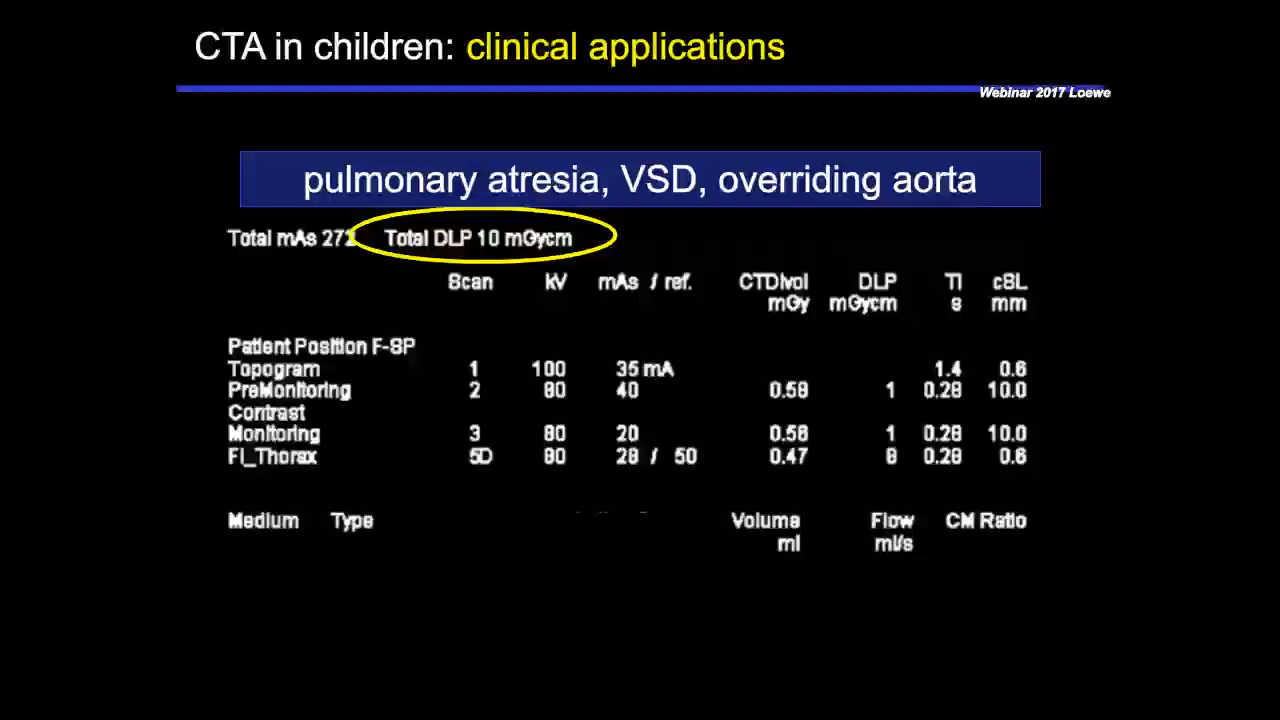 CTA in children: clinical applications
Webinar 2017 Loewe
pulmonary atresia, VSD, overriding aorta
Total mAs 272 Total DLP 10 mGycm
Scan kV mAs / ref. CTDIvol DLP TI cSL
mGy mGycm s mm
Patient Position F-SP
Topogram 1 100 35 mA 1.4 0.6
PreMonitoring 2 80 40 0.58 1 0.28 10.0
Contrast
Monitoring 3 80 20 0.58 1 0.28 10.0
Fl_Thorax 5D 80 28 / 50 0.47 8 0.28 0.6
Medium Type Volume Flow CM Ratio
ml ml/s